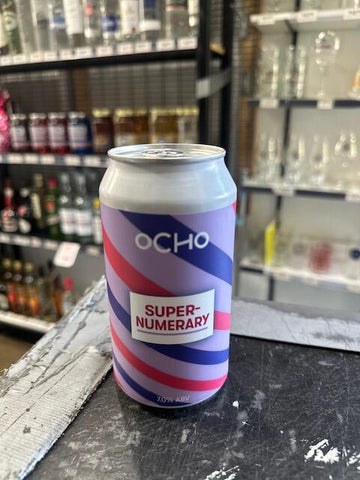 OCHO
SUPER-
NUMERARY
7.0% ABV